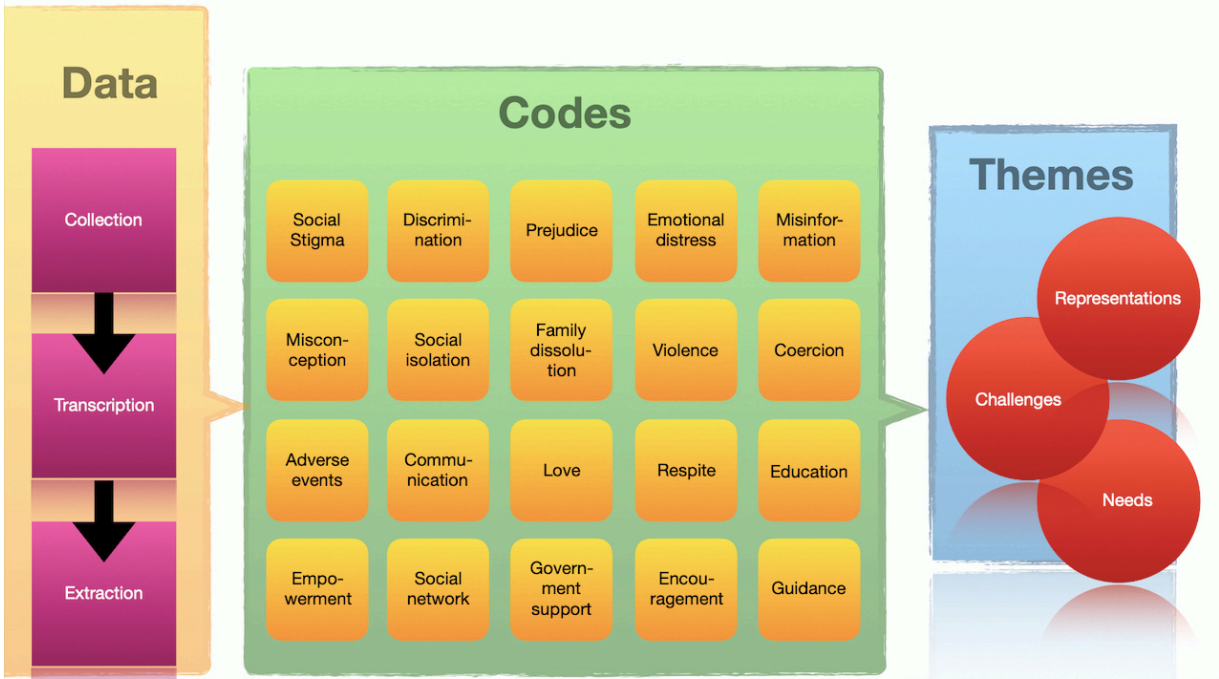 Data
Collection
Transcription
Extraction
Codes
Social
Stigma
Discrimi-
nation
Prejudice
Emotional
distress
Misinfor-
mation
Miscon-
ception
Social
isolation
Family
dissolu-
tion
Violence
Coercion
Adverse
events
Commu-
nication
Love
Respite
Education
Empo-
werment
Social
network
Govern-
ment
support
Encou-
ragement
Guidance
Themes
Representations
Challenges
Needs